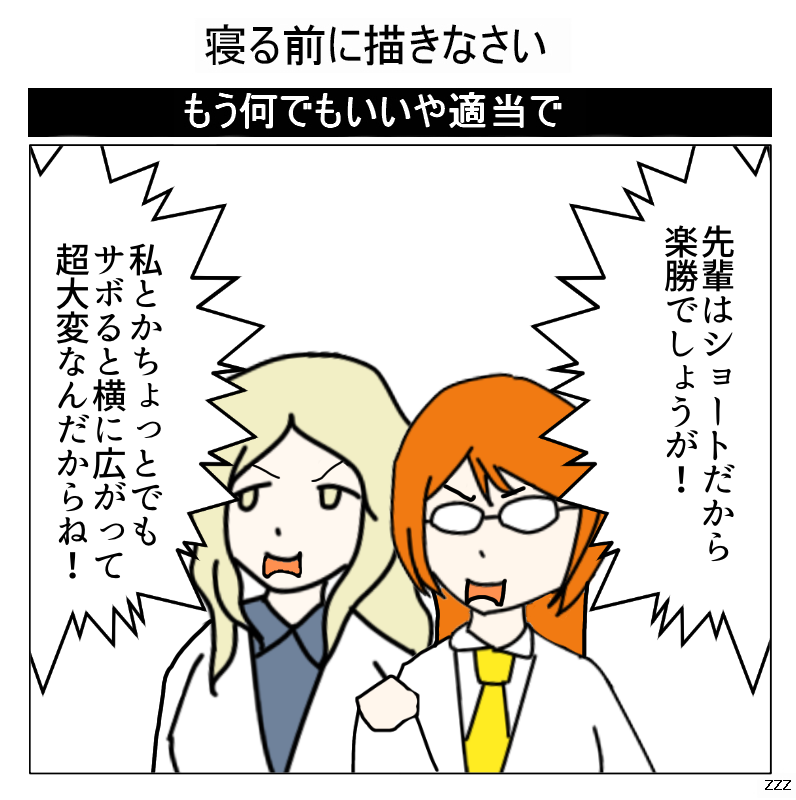 寝る前に描きなさい
もう何でもいいや適当で
先輩はショートだから
楽勝でしょうが！
私とかちょっとでも
サボると横に広がって
超大変なんだからね！
ZZZ